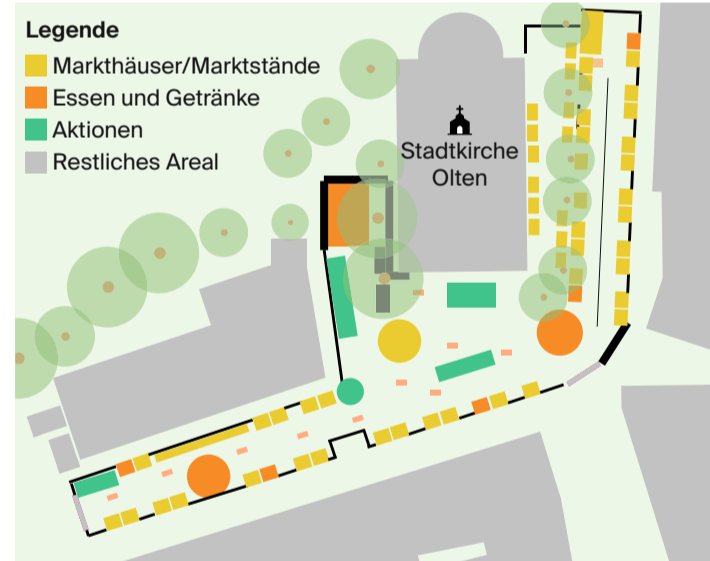 Legende
Markthäuser/Marktstände
Essen und Getränke
Aktionen
Restliches Areal
Stadtkirche
Olten